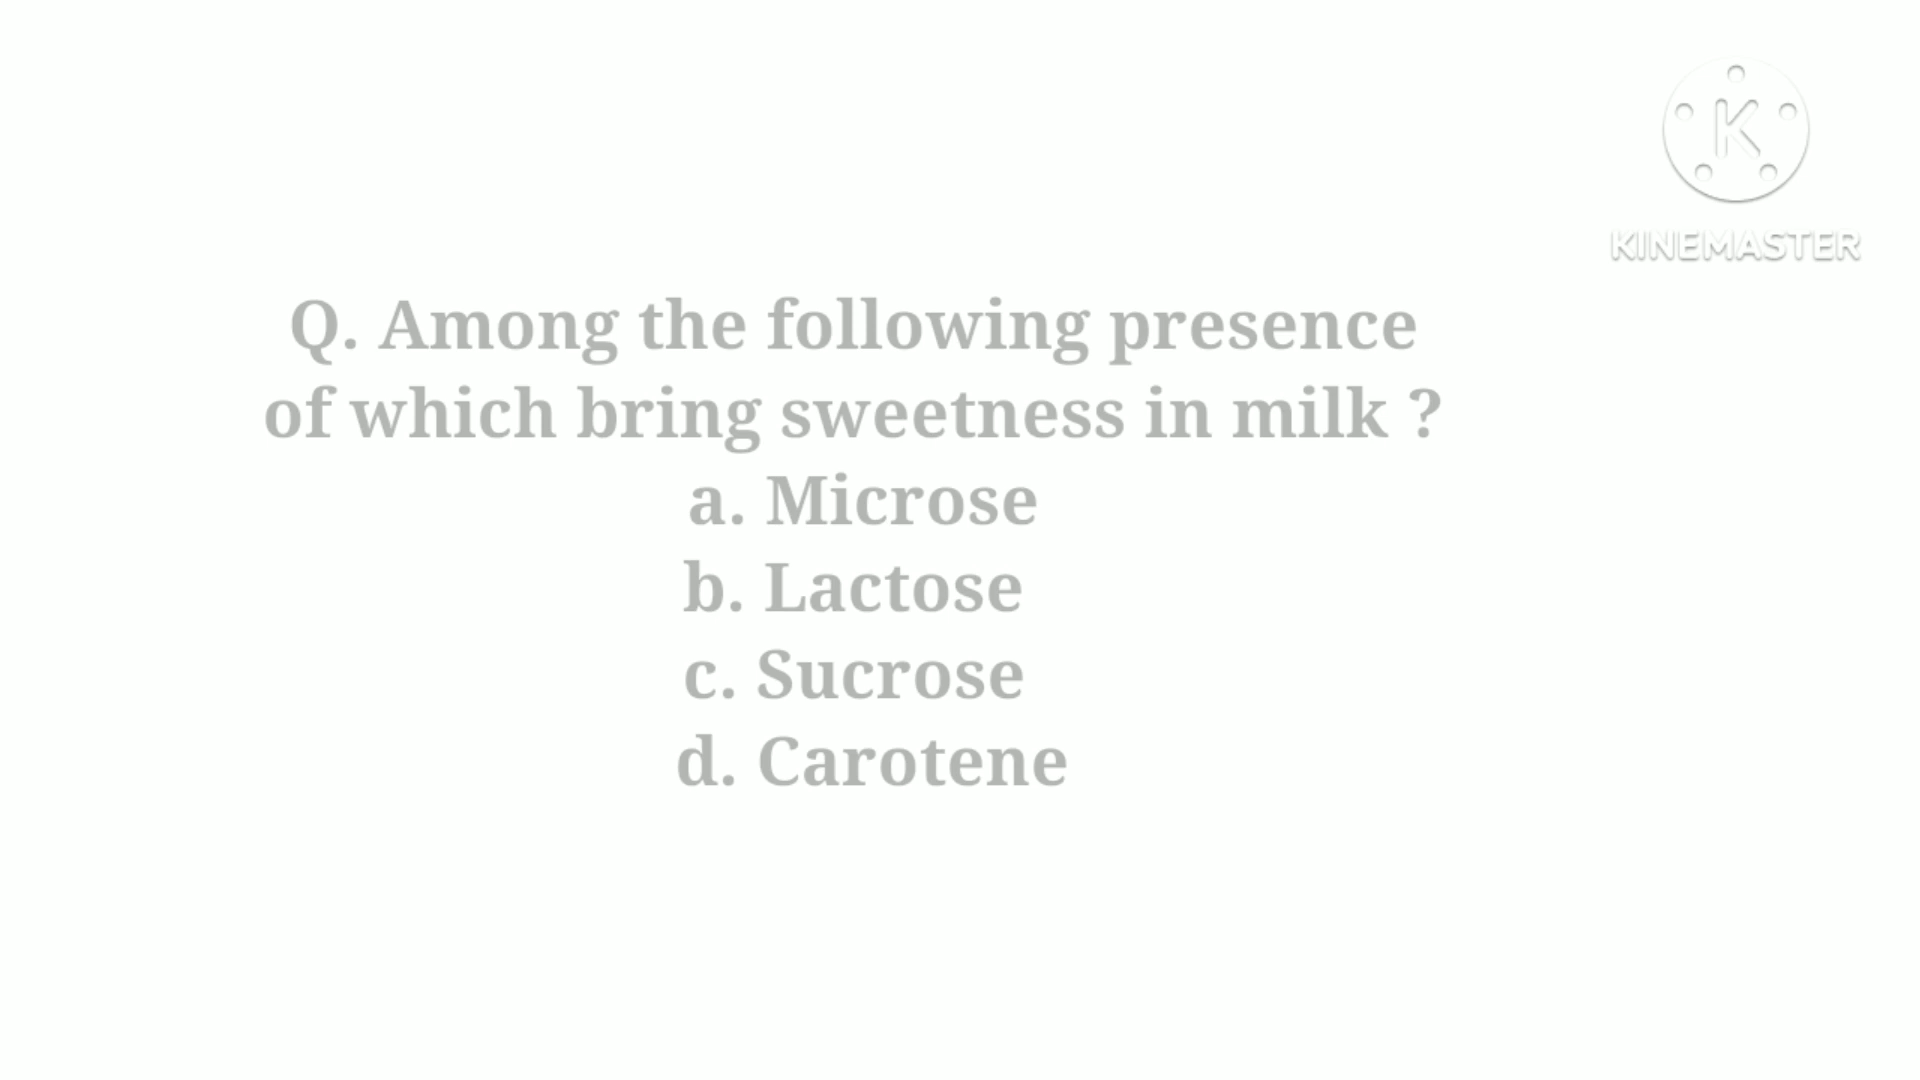 K
KINEMASTER
Q. Among the following presence
of which bring sweetness in milk ?
a. Microse
b. Lactose
c. Sucrose
d. Carotene